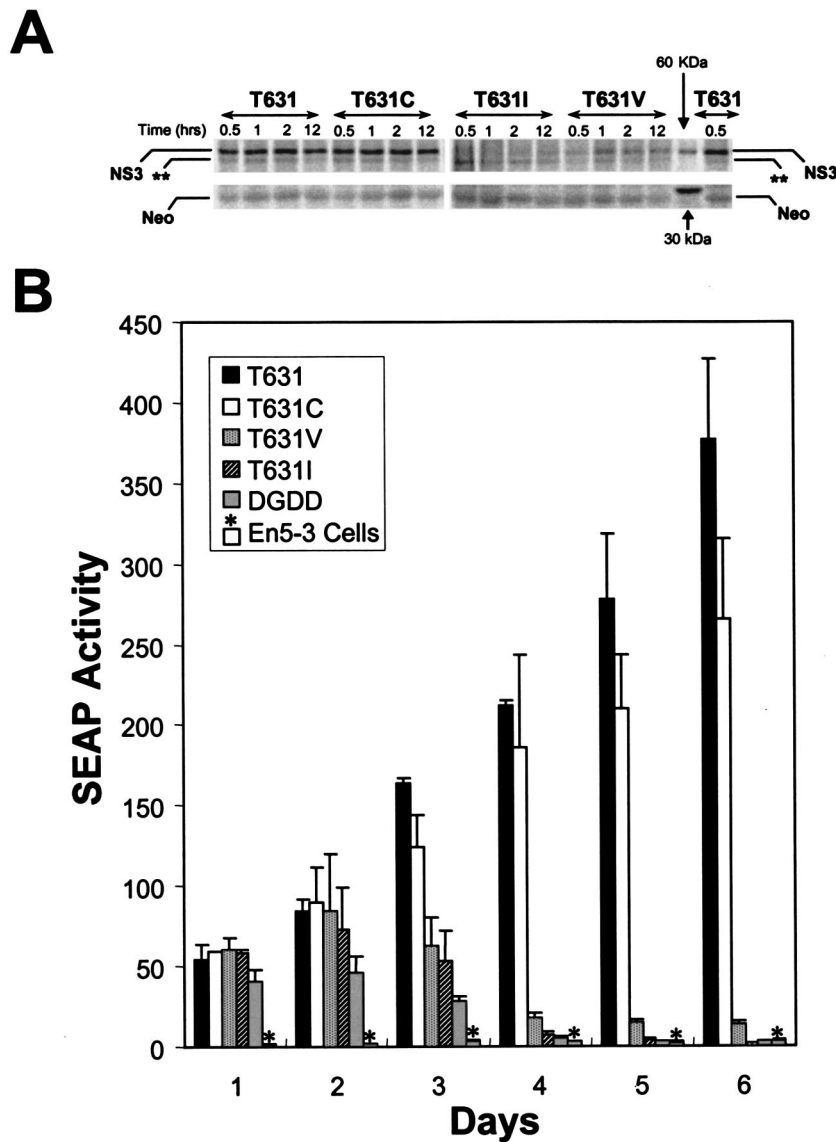 A
60 KDa
T631 T631C T631I T631V T631
Time (hrs) 0.5 1 2 12 0.5 1 2 12 0.5 1 2 12 0.5 1 2 12 0.5
NS3 NS3
** **
Neo Neo
30 kDa
B
450
400
350
300
250
200
150
100
50
0
SEAP Activity
T631
T631C
T631V
T631I
DGDD
* En5-3 Cells
* * * * * *
1 2 3 4 5 6
Days